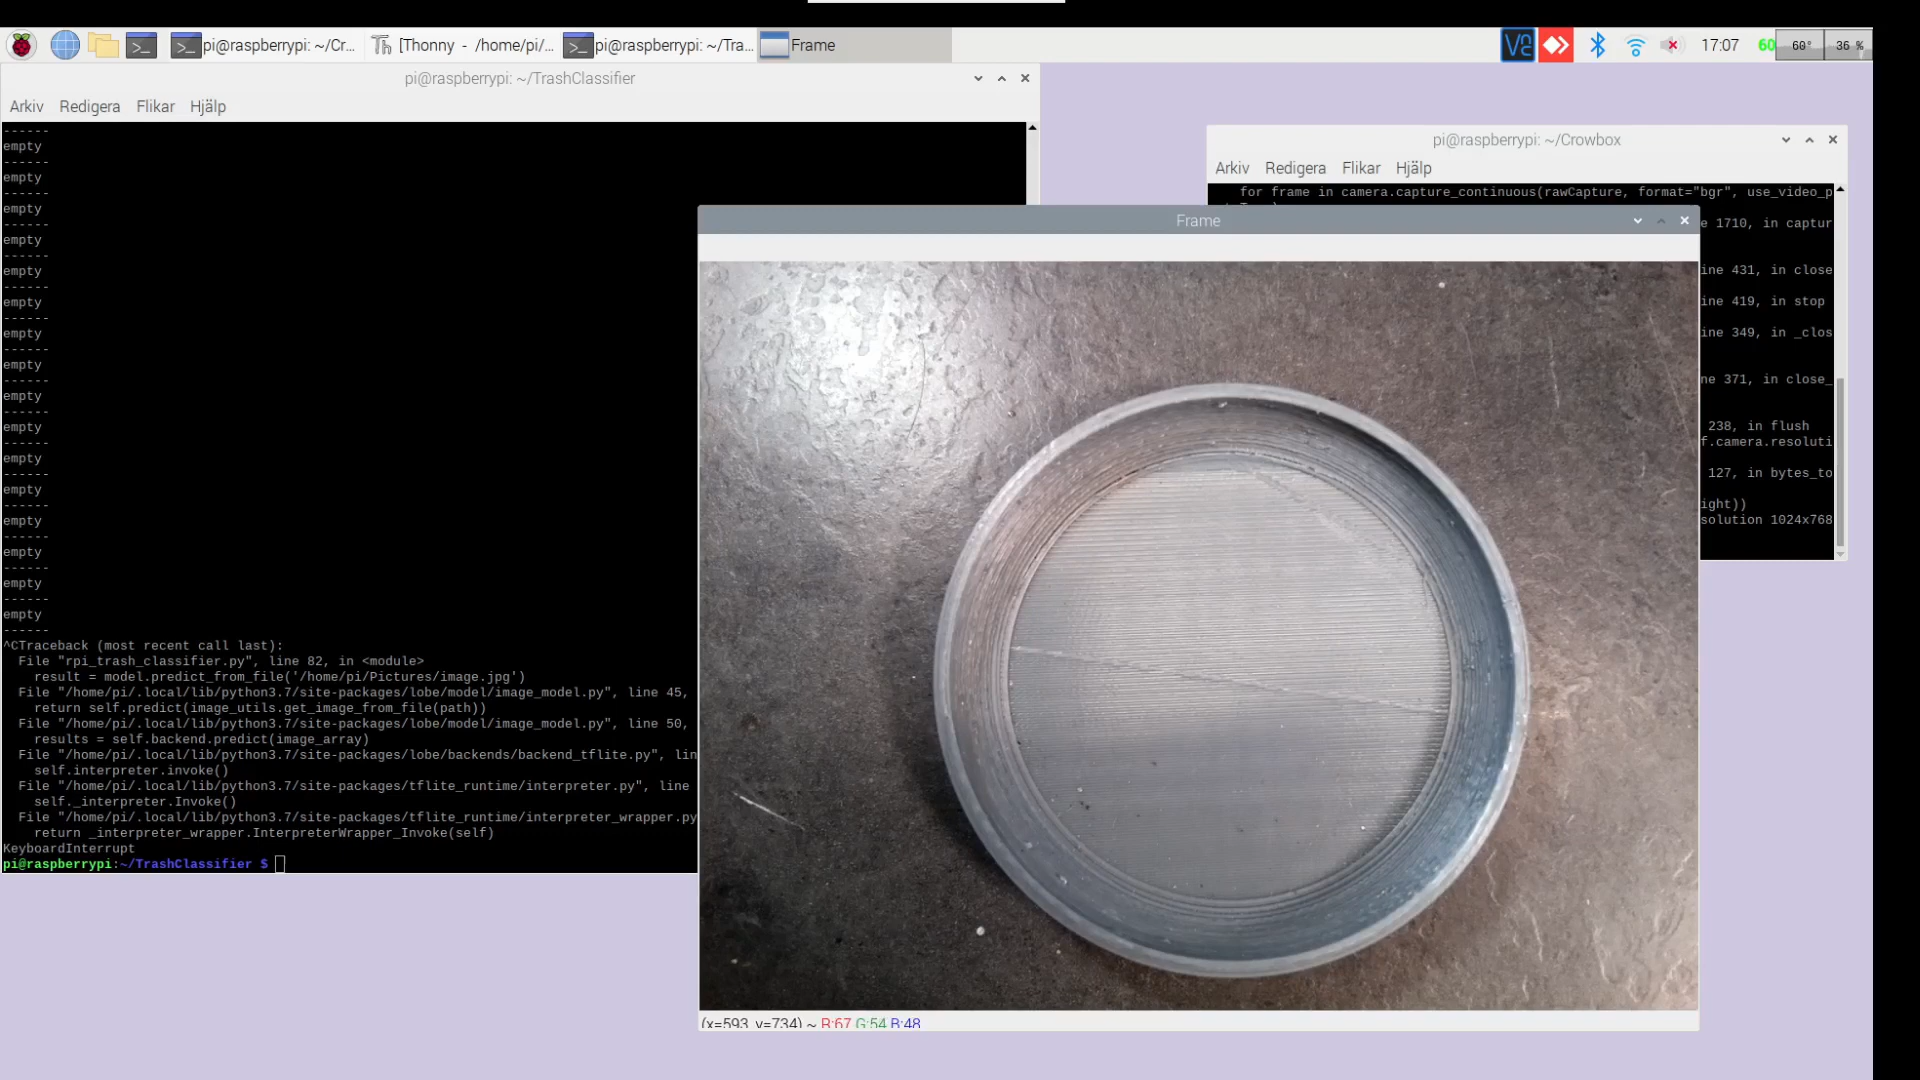 pi@raspberrypi: ~/Cr...
[Thonny - /home/pi/...
pi@raspberrypi: ~/Tra...
Frame
17:07
60
60°
36 %
pi@raspberrypi: ~/TrashClassifier
Arkiv Redigera Flikar Hjälp
------
empty
------
empty
------
empty
------
empty
------
empty
------
empty
------
empty
------
empty
------
empty
------
empty
------
empty
------
empty
------
empty
------
empty
------
empty
------
empty
------
^CTraceback (most recent call last):
File "rpi_trash_classifier.py", line 82, in <module>
result = model.predict_from_file('/home/pi/Pictures/image.jpg')
File "/home/pi/.local/lib/python3.7/site-packages/lobe/model/image_model.py", line 45,
return self.predict(image_utils.get_image_from_file(path))
File "/home/pi/.local/lib/python3.7/site-packages/lobe/model/image_model.py", line 50,
results = self.backend.predict(image_array)
File "/home/pi/.local/lib/python3.7/site-packages/lobe/backends/backend_tflite.py", lin
self.interpreter.invoke()
File "/home/pi/.local/lib/python3.7/site-packages/tflite_runtime/interpreter.py", line
self._interpreter.Invoke()
File "/home/pi/.local/lib/python3.7/site-packages/tflite_runtime/interpreter_wrapper.py
return _interpreter_wrapper.InterpreterWrapper_Invoke(self)
KeyboardInterrupt
pi@raspberrypi:~/TrashClassifier $
pi@raspberrypi: ~/Crowbox
Arkiv Redigera Flikar Hjälp
for frame in camera.capture_continuous(rawCapture, format="bgr", use_video_p
e 1710, in captur
ine 431, in close
ine 419, in stop
ine 349, in _clos
ne 371, in close_
238, in flush
f.camera.resoluti
127, in bytes_to
ight))
solution 1024x768
Frame
(x=593, y=734) ~ R:67 G:54 B:48